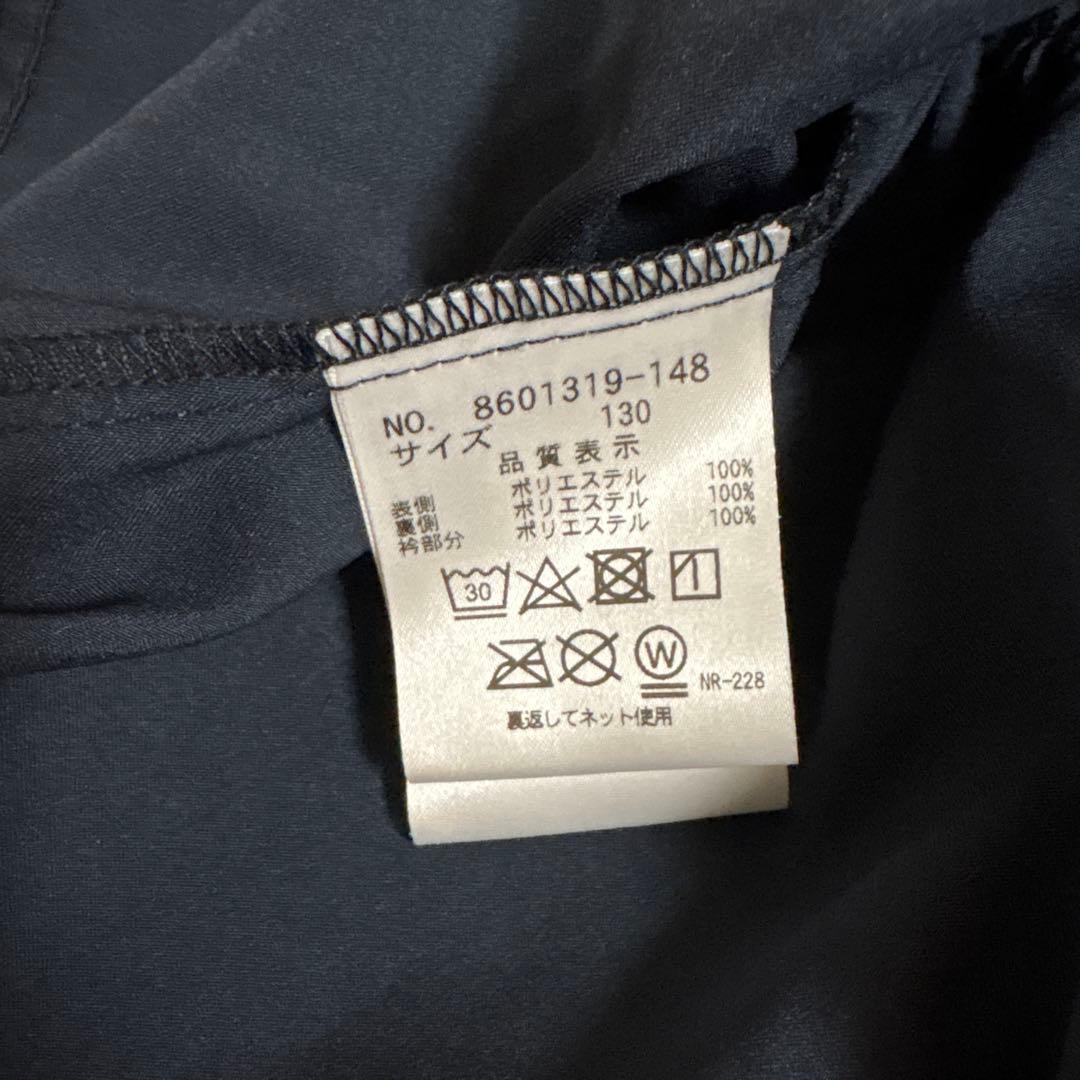 NO. 8601319-148
サイズ 130
品質表示
表側 ポリエステル 100%
裏側 ポリエステル 100%
衿部分 ポリエステル 100%
30
W NR-228
裏返してネット使用